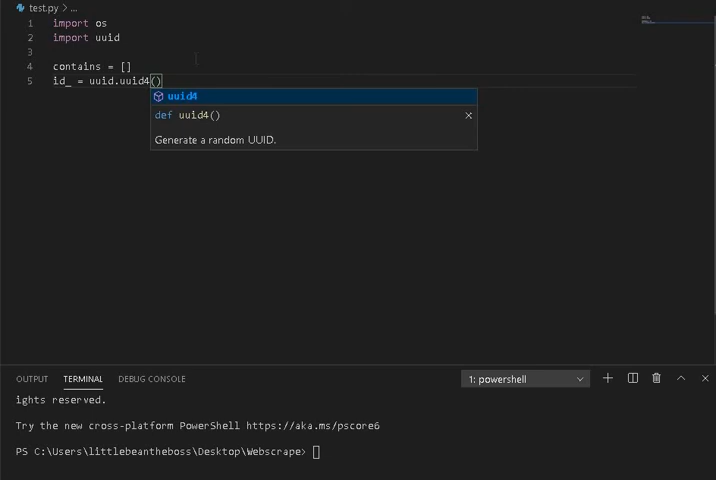 test.py > ...
1 import os
2 import uuid
3
4 contains = []
5 id_ = uuid.uuid4()
uuid4
def uuid4()
Generate a random UUID.
OUTPUT TERMINAL DEBUG CONSOLE 1: powershell
ights reserved.
Try the new cross-platform PowerShell https://aka.ms/pscore6
PS C:\Users\littlebeantheboss\Desktop\Webscrape>